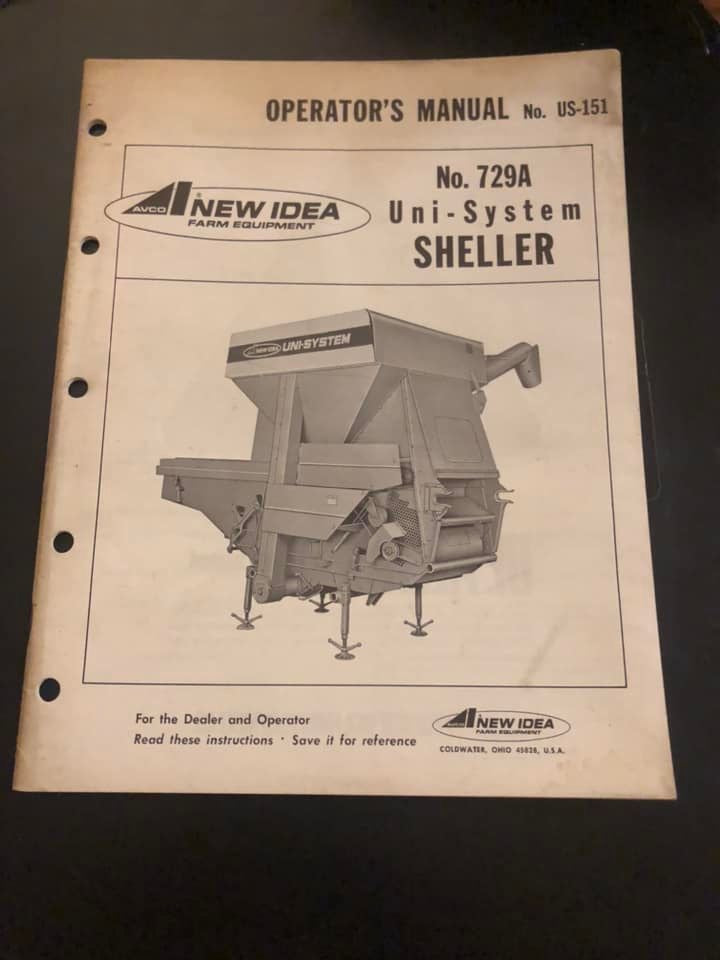 OPERATOR'S MANUAL No. US-151
No. 729A
Uni-System
SHELLER
AVCO NEW IDEA
FARM EQUIPMENT
NEW IDEA UNI-SYSTEM
For the Dealer and Operator
Read these instructions · Save it for reference
AVCO NEW IDEA
FARM EQUIPMENT
COLDWATER, OHIO 45828, U.S.A.